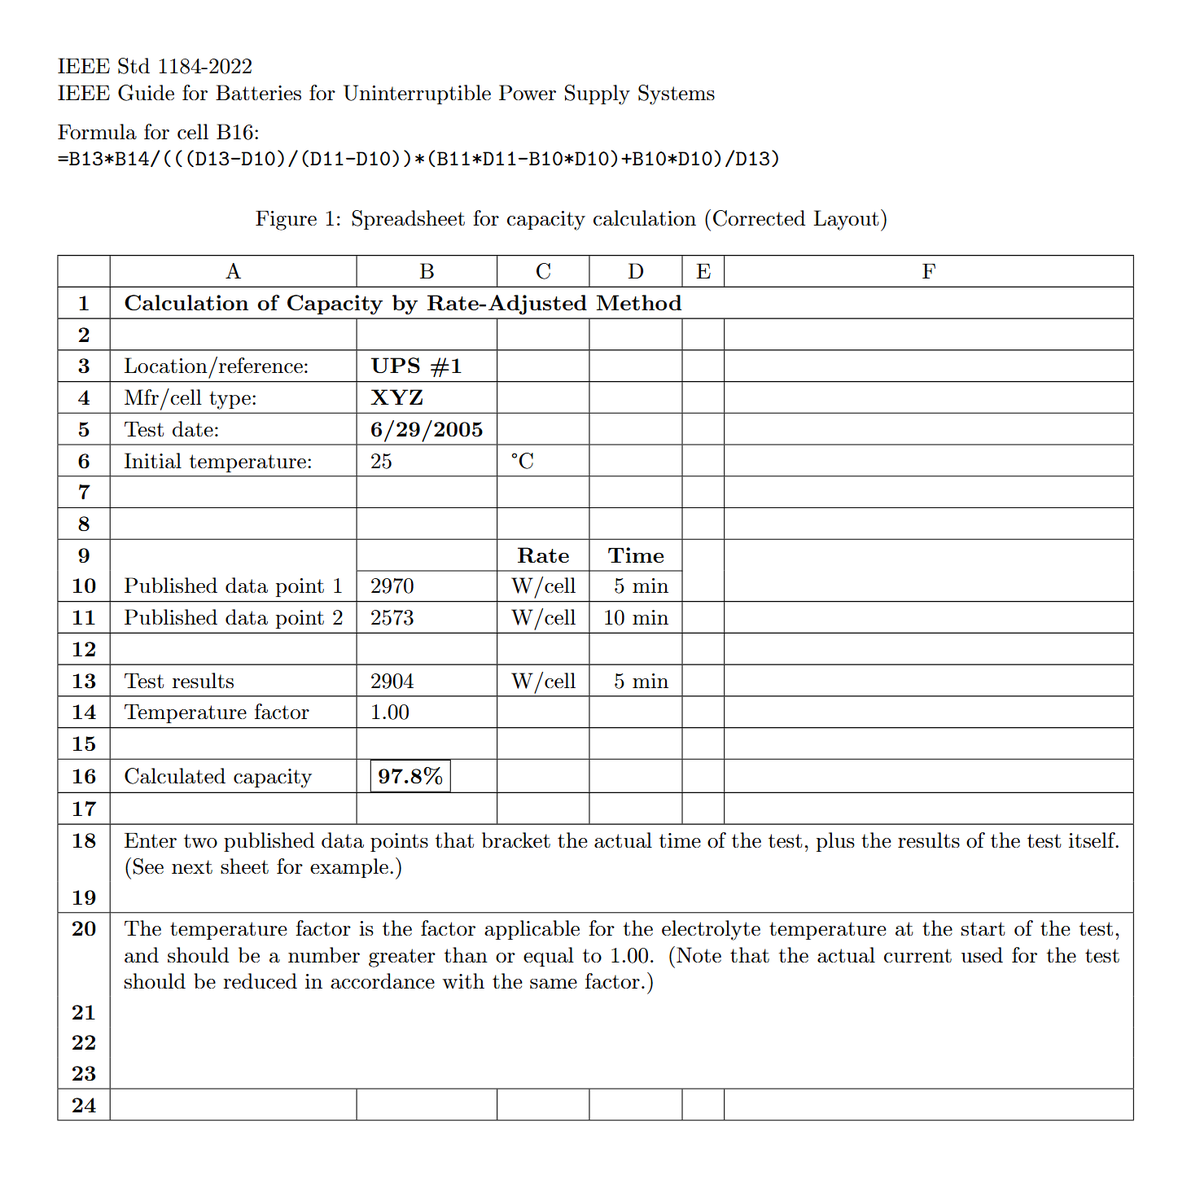 IEEE Std 1184-2022
IEEE Guide for Batteries for Uninterruptible Power Supply Systems
Formula for cell B16:
=B13*B14/(((D13-D10)/(D11-D10))*(B11*D11-B10*D10)+B10*D10)/D13)
Figure 1: Spreadsheet for capacity calculation (Corrected Layout)
A B C D E F
1 Calculation of Capacity by Rate-Adjusted Method
2
3 Location/reference: UPS #1
4 Mfr/cell type: XYZ
5 Test date: 6/29/2005
6 Initial temperature: 25 °C
7
8
9 Rate Time
10 Published data point 1 2970 W/cell 5 min
11 Published data point 2 2573 W/cell 10 min
12
13 Test results 2904 W/cell 5 min
14 Temperature factor 1.00
15
16 Calculated capacity 97.8%
17
18 Enter two published data points that bracket the actual time of the test, plus the results of the test itself.
(See next sheet for example.)
19
20 The temperature factor is the factor applicable for the electrolyte temperature at the start of the test,
and should be a number greater than or equal to 1.00. (Note that the actual current used for the test
should be reduced in accordance with the same factor.)
21
22
23
24